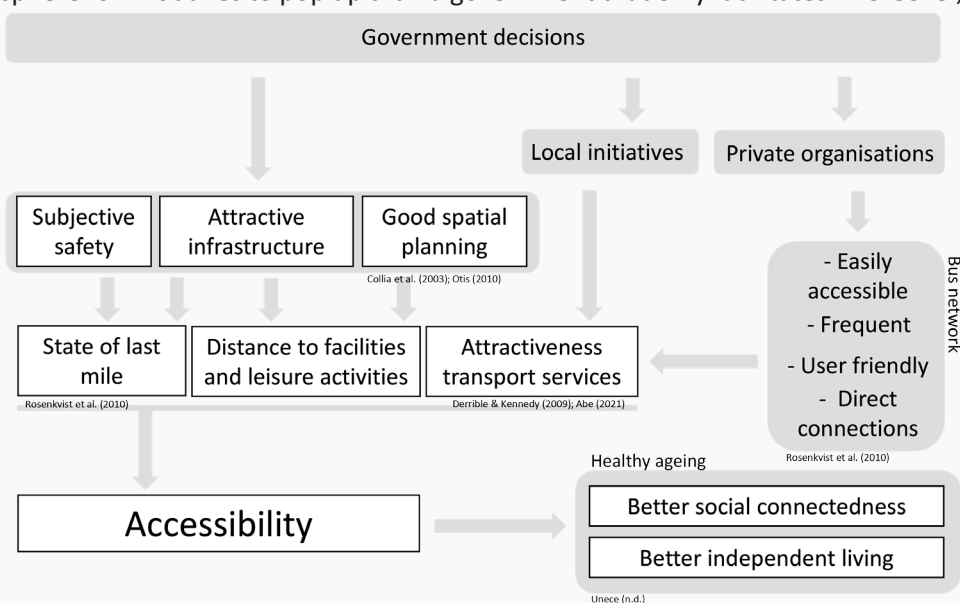 Government decisions
Local initiatives
Private organisations
Subjective
safety
Attractive
infrastructure
Good spatial
planning
Collia et al. (2003); Otis (2010)
- Easily
accessible
- Frequent
- User friendly
- Direct
connections
Bus network
Rosenkvist et al. (2010)
State of last
mile
Distance to facilities
and leisure activities
Attractiveness
transport services
Rosenkvist et al. (2010)
Derrible & Kennedy (2009); Abe (2021)
Accessibility
Healthy ageing
Better social connectedness
Better independent living
Unece (n.d.)